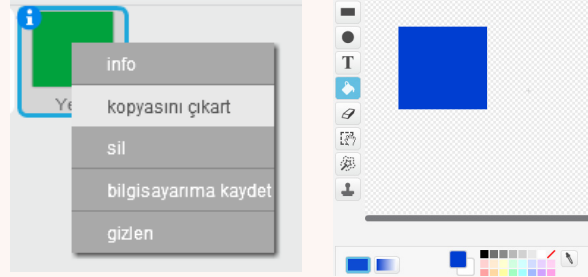 i
info
Ye
kopyasını çıkart
sil
bilgisayarıma kaydet
gizlen
T